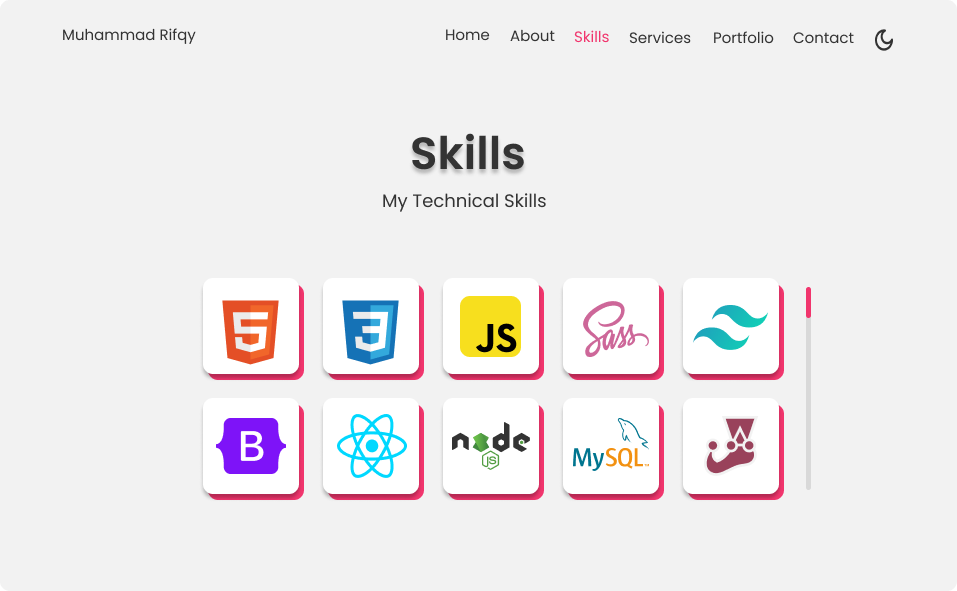 Muhammad Rifqy
Home About Skills Services Portfolio Contact
Skills
My Technical Skills
5 3 JS Sass
B node JS MySQL